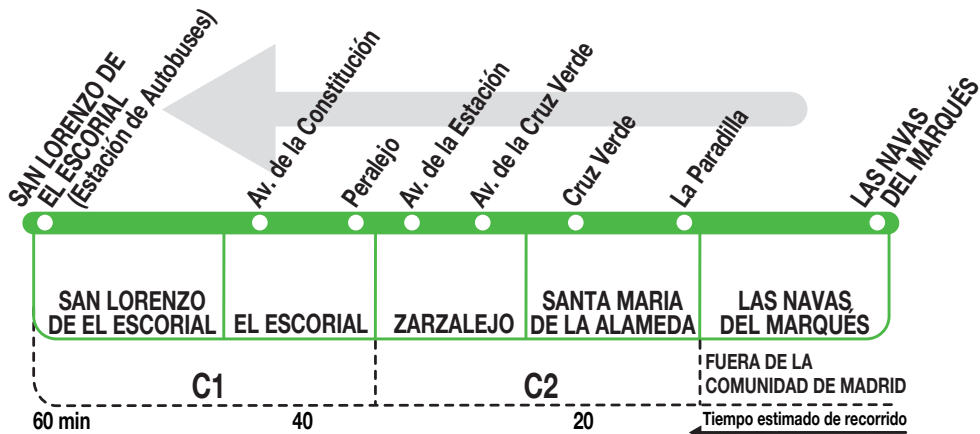 SAN LORENZO DE
EL ESCORIAL
(Estación de Autobuses)
Av. de la Constitución
Peralejo
Av. de la Estación
Av. de la Cruz Verde
Cruz Verde
La Paradilla
LAS NAVAS
DEL MARQUÉS
SAN LORENZO
DE EL ESCORIAL
EL ESCORIAL
ZARZALEJO
SANTA MARIA
DE LA ALAMEDA
LAS NAVAS
DEL MARQUÉS
C1
C2
FUERA DE LA
COMUNIDAD DE MADRID
60 min
40
20
Tiempo estimado de recorrido